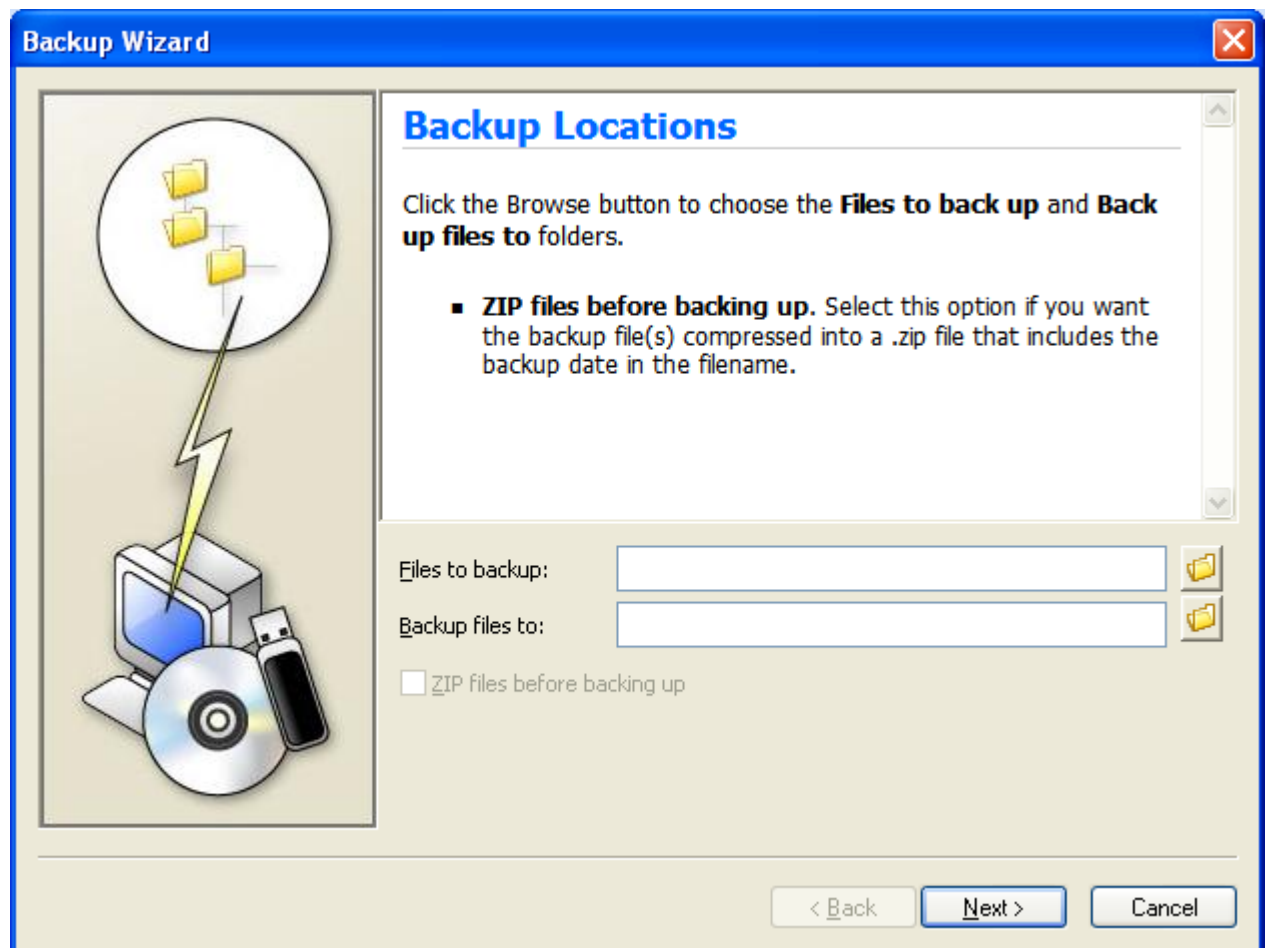 Backup Wizard
Backup Locations
Click the Browse button to choose the Files to back up and Back
up files to folders.
▪ ZIP files before backing up. Select this option if you want
the backup file(s) compressed into a .zip file that includes the
backup date in the filename.
Files to backup:
Backup files to:
ZIP files before backing up
< Back
Next >
Cancel